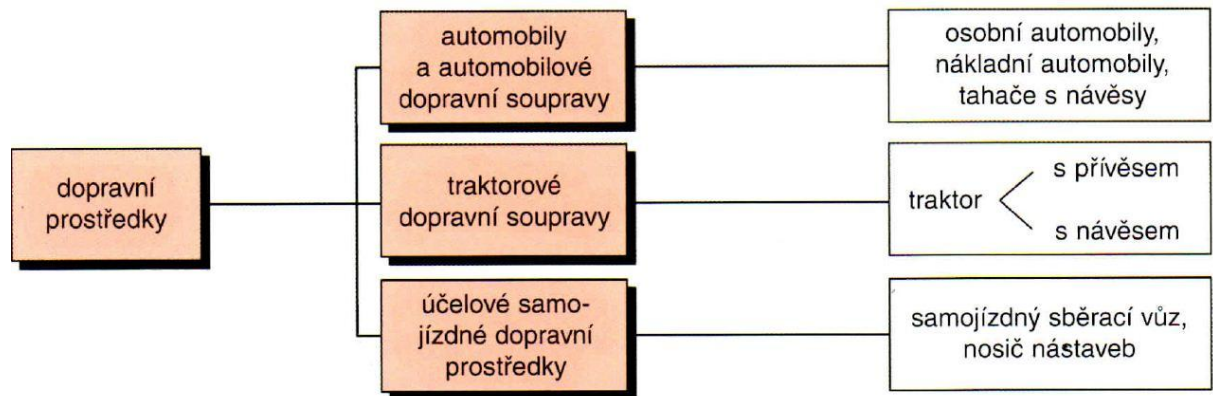 automobily
a automobilové
dopravní soupravy
osobní automobily,
nákladní automobily,
tahače s návěsy
dopravní
prostředky
traktorové
dopravní soupravy
traktor
s přívěsem
s návěsem
účelové samo-
jízdné dopravní
prostředky
samojízdný sběrací vůz,
nosič nástaveb